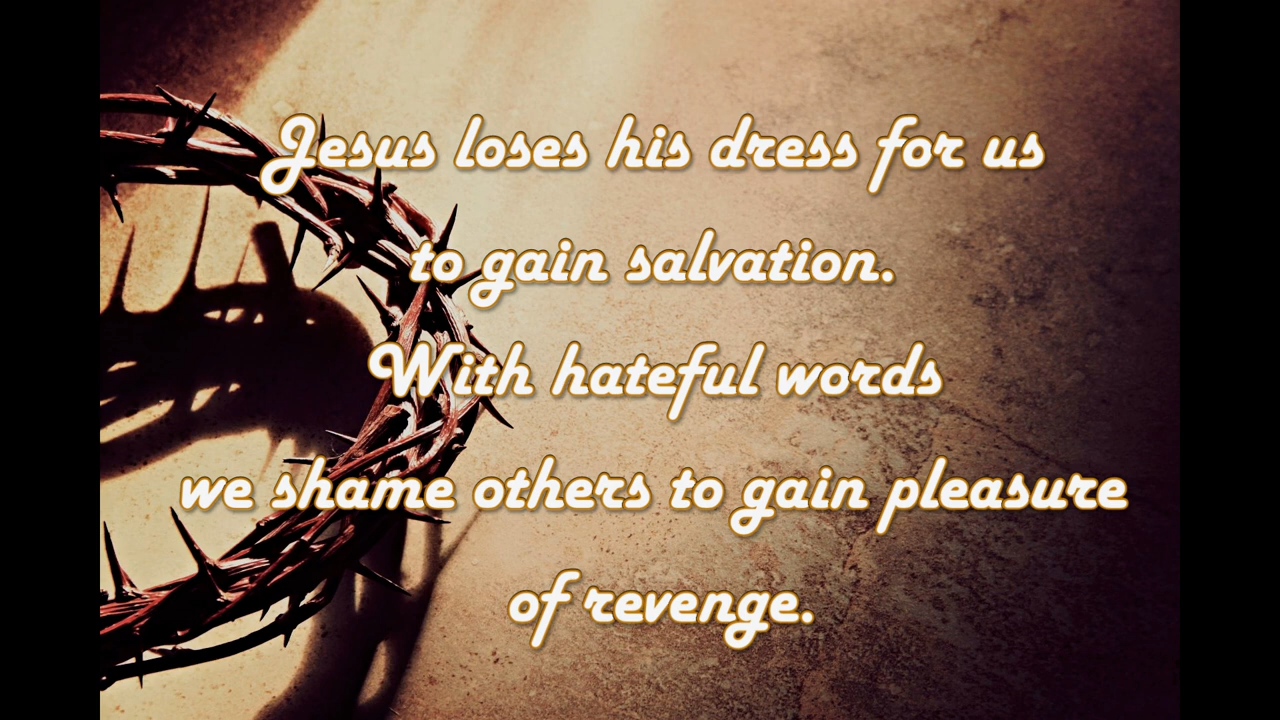 Jesus loses his dress for us
to gain salvation.
With hateful words
we shame others to gain pleasure
of revenge.